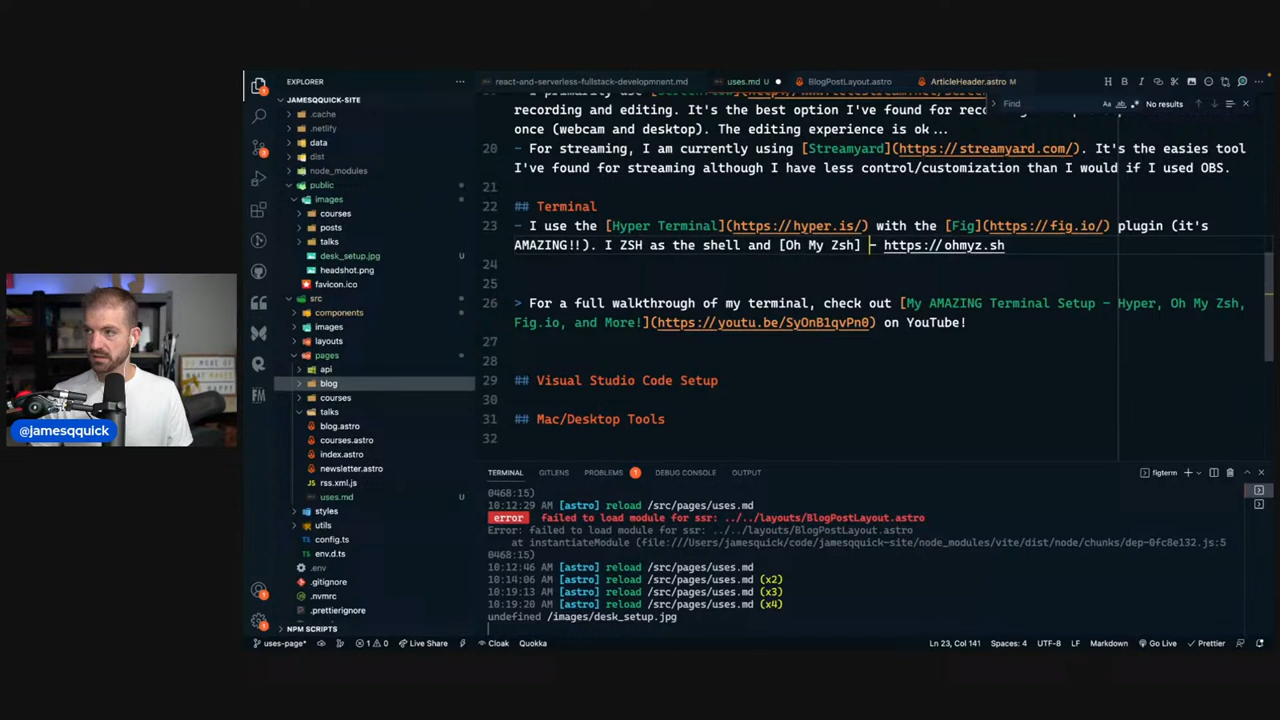 EXPLORER
react-and-serverless-fullstack-developmnent.md
uses.md U
BlogPostLayout.astro
ArticleHeader.astro M
JAMESQQUICK-SITE
.cache
.netlify
data
dist
node_modules
public
images
courses
posts
talks
desk_setup.jpg
headshot.png
favicon.ico
src
components
images
layouts
pages
api
blog
courses
talks
blog.astro
courses.astro
index.astro
newsletter.astro
rss.xml.js
uses.md U
styles
utils
config.ts
env.d.ts
.env
.gitignore
.nvmrc
.prettierignore
NPM SCRIPTS
Find
No results
recording and editing. It's the best option I've found for
once (webcam and desktop). The editing experience is ok...
20 - For streaming, I am currently using [Streamyard](https://streamyard.com/). It's the easies tool
I've found for streaming although I have less control/customization than I would if I used OBS.
21
22 ## Terminal
23 - I use the [Hyper Terminal](https://hyper.is/) with the [Fig](https://fig.io/) plugin (it's
AMAZING!!). I ZSH as the shell and [Oh My Zsh] - https://ohmyz.sh
24
25
26 > For a full walkthrough of my terminal, check out [My AMAZING Terminal Setup - Hyper, Oh My Zsh,
Fig.io, and More!](https://youtu.be/SyOnB1qvPn0) on YouTube!
27
28
29 ## Visual Studio Code Setup
30
31 ## Mac/Desktop Tools
32
TERMINAL GITLENS PROBLEMS 1 DEBUG CONSOLE OUTPUT
figterm
0468:15)
10:12:29 AM [astro] reload /src/pages/uses.md
error failed to load module for ssr: ../../layouts/BlogPostLayout.astro
Error: failed to load module for ssr: ../../layouts/BlogPostLayout.astro
at instantiateModule (file:///Users/jamesquick/code/jamesqquick-site/node_modules/vite/dist/node/chunks/dep-0fc8e132.js:5
0468:15)
10:12:46 AM [astro] reload /src/pages/uses.md
10:14:06 AM [astro] reload /src/pages/uses.md (x2)
10:19:13 AM [astro] reload /src/pages/uses.md (x3)
10:19:20 AM [astro] reload /src/pages/uses.md (x4)
undefined /images/desk_setup.jpg
uses-page* 1 0 Live Share Cloak Quokka
Ln 23, Col 141 Spaces: 4 UTF-8 LF Markdown Go Live Prettier
@jamesqquick